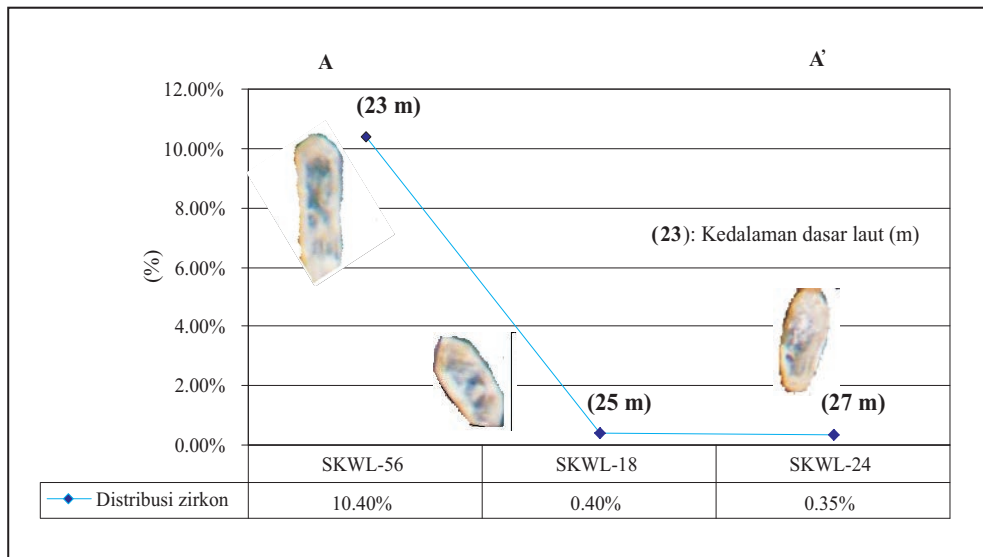 A A'
12.00%
(23 m)
10.00%
8.00%
(23): Kedalaman dasar laut (m)
6.00%
(%)
4.00%
2.00%
(25 m) (27 m)
0.00%
SKWL-56 SKWL-18 SKWL-24
Distribusi zirkon 10.40% 0.40% 0.35%